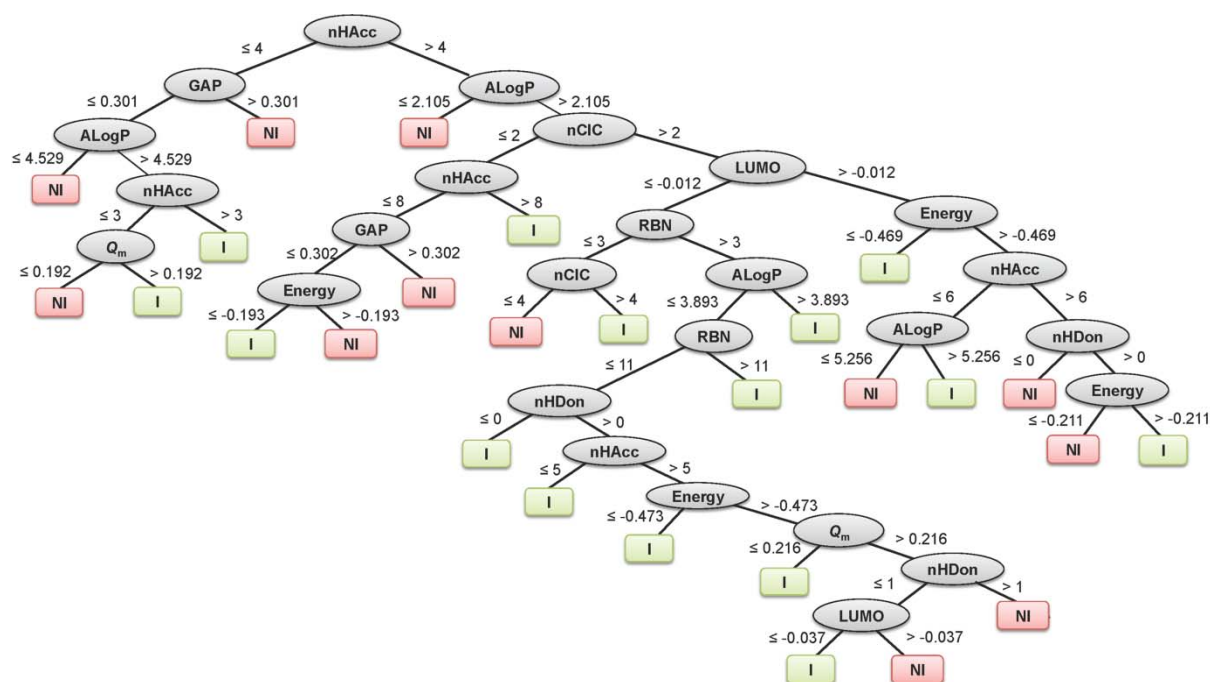 nHAcc
≤ 4 > 4
GAP ALogP
≤ 0.301 > 0.301 ≤ 2.105 > 2.105
ALogP NI NI nCIC
≤ 2 > 2
≤ 4.529 > 4.529 nHAcc LUMO
NI nHAcc ≤ 8 > 8 ≤ -0.012 > -0.012
≤ 3 > 3 GAP I RBN Energy
Qm I ≤ 0.302 > 0.302 ≤ 3 > 3 ≤ -0.469 > -0.469
≤ 0.192 > 0.192 Energy NI nCIC ALogP I nHAcc
NI I ≤ -0.193 > -0.193 ≤ 4 > 4 ≤ 3.893 > 3.893 ≤ 6 > 6
I NI NI I RBN I ALogP nHDon
≤ 11 > 11 ≤ 5.256 > 5.256 ≤ 0 > 0
nHDon I NI I NI Energy
≤ 0 > 0 ≤ -0.211 > -0.211
I nHAcc NI I
≤ 5 > 5
I Energy
≤ -0.473 > -0.473
I Qm
≤ 0.216 > 0.216
I nHDon
≤ 1 > 1
LUMO NI
≤ -0.037 > -0.037
I NI